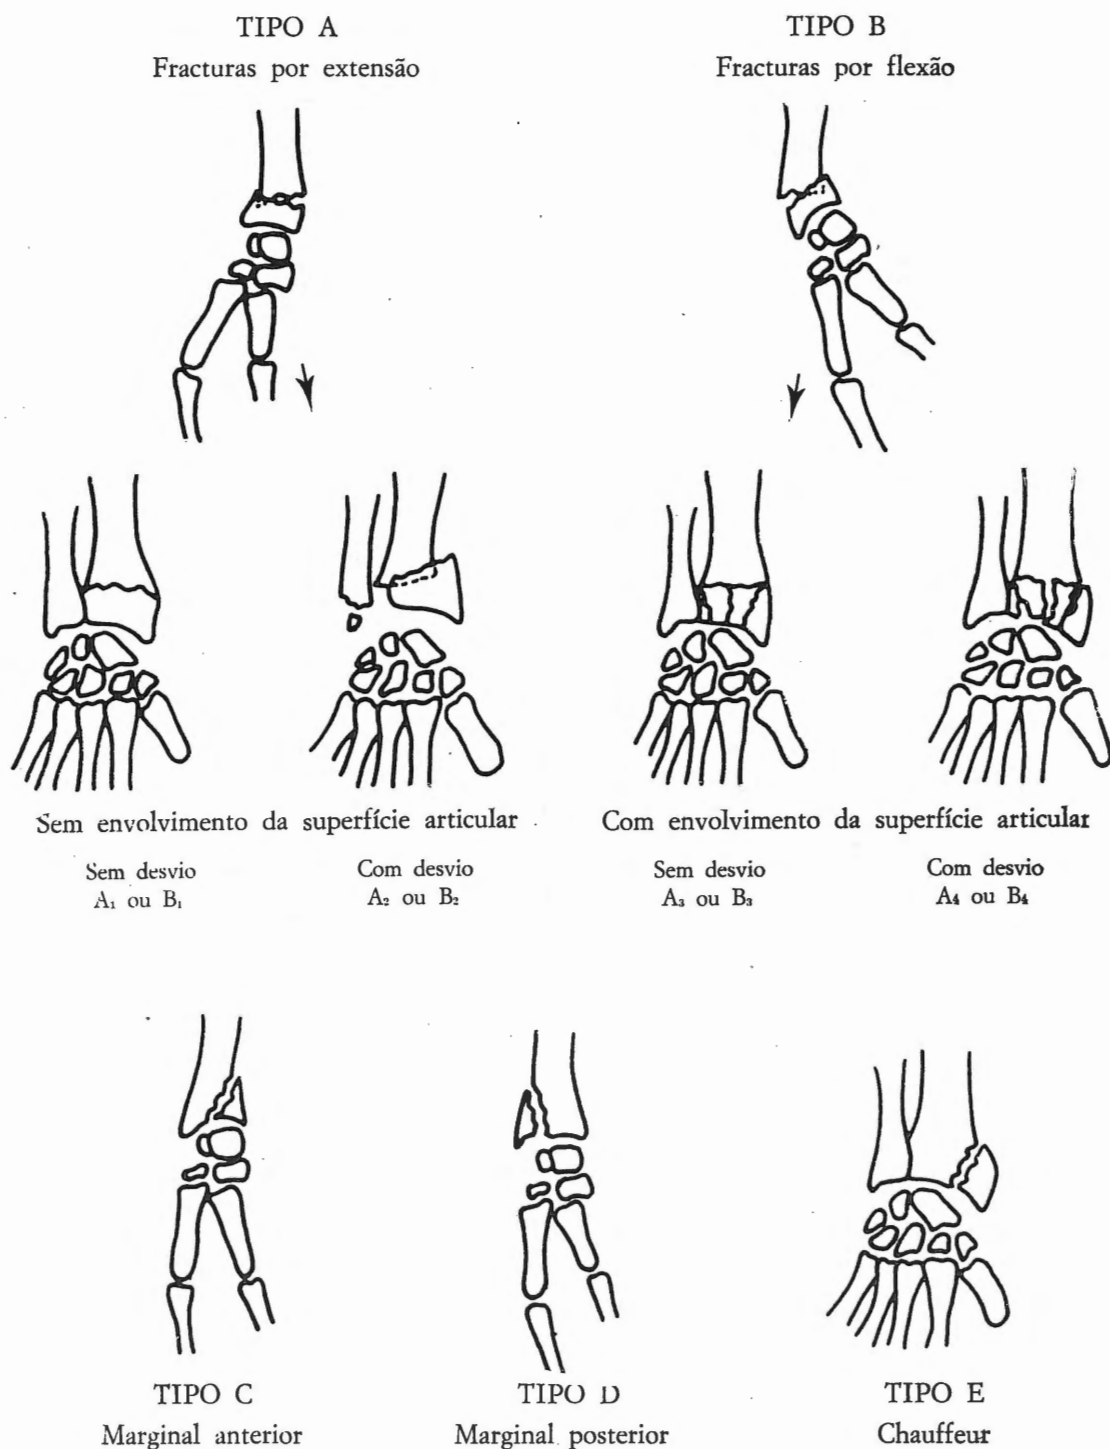 TIPO A
Fracturas por extensão
TIPO B
Fracturas por flexão
Sem envolvimento da superfície articular
Com envolvimento da superfície articular
Sem desvio
A₁ ou B₁
Com desvio
A₂ ou B₂
Sem desvio
A₃ ou B₃
Com desvio
A₄ ou B₄
TIPO C
Marginal anterior
TIPO D
Marginal posterior
TIPO E
Chauffeur